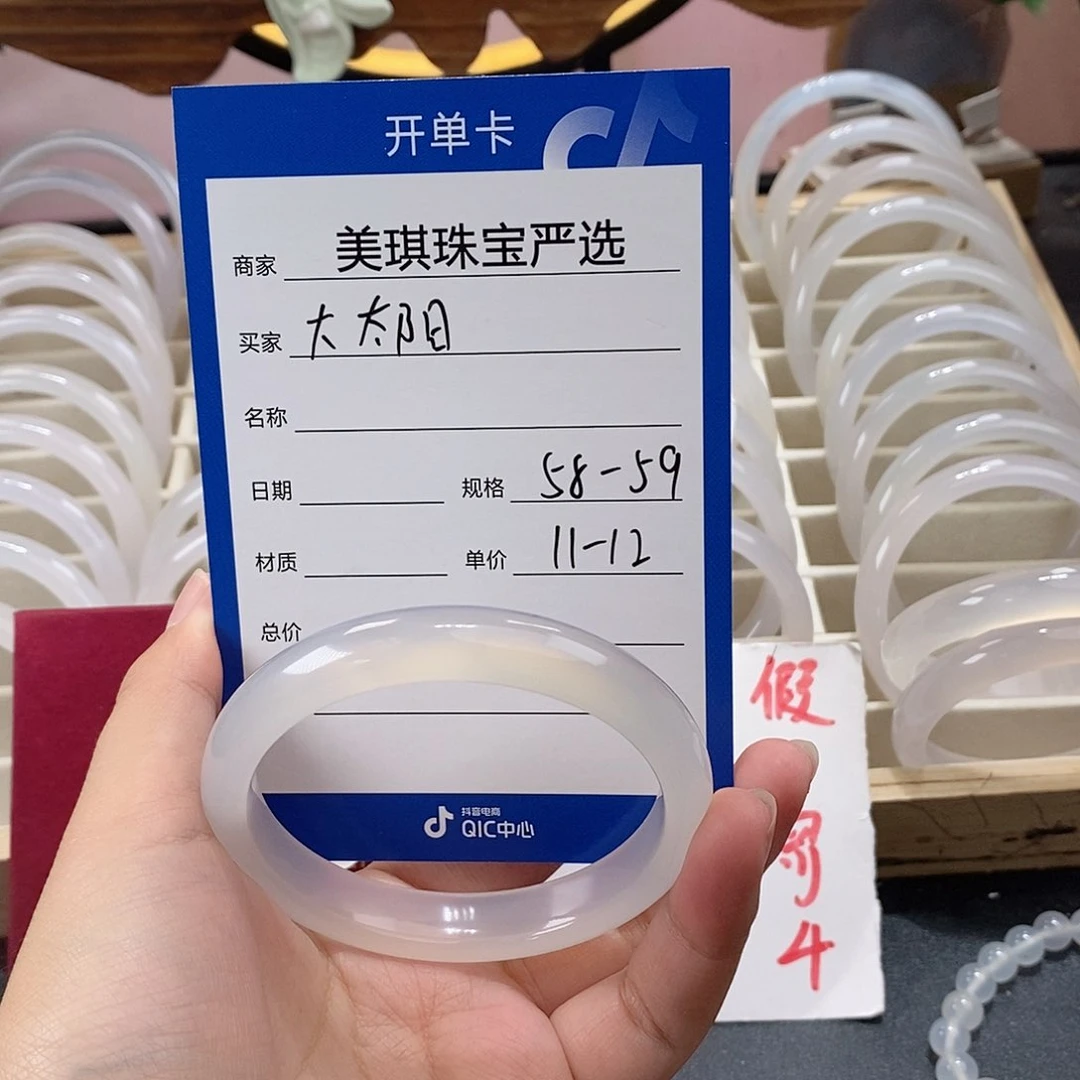 开单卡
商家 美琪珠宝严选
买家 大太阳
名称
日期 规格 58-59
材质 单价 11-12
总价
抖音电商
QIC中心
假
4